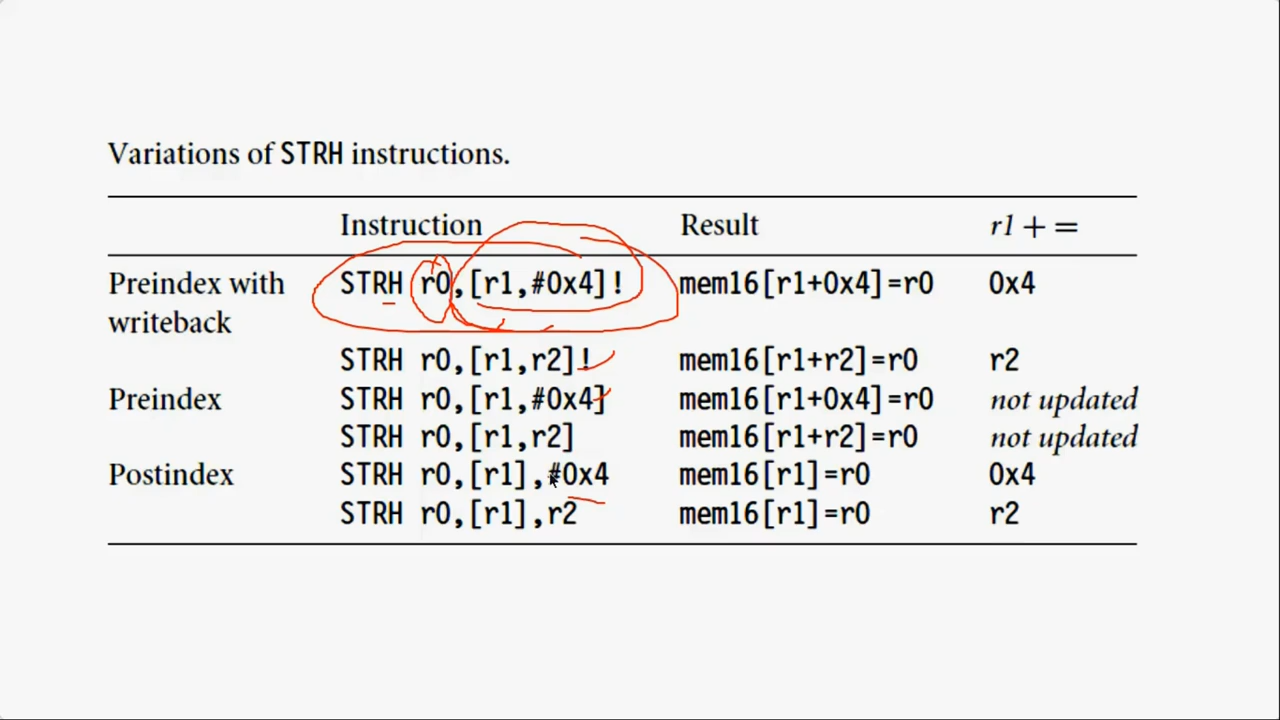 Variations of STRH instructions.
Instruction Result r1 + =
Preindex with STRH r0,[r1,#0x4]! mem16[r1+0x4]=r0 0x4
writeback
STRH r0,[r1,r2]! mem16[r1+r2]=r0 r2
Preindex STRH r0,[r1,#0x4] mem16[r1+0x4]=r0 not updated
STRH r0,[r1,r2] mem16[r1+r2]=r0 not updated
Postindex STRH r0,[r1],#0x4 mem16[r1]=r0 0x4
STRH r0,[r1],r2 mem16[r1]=r0 r2